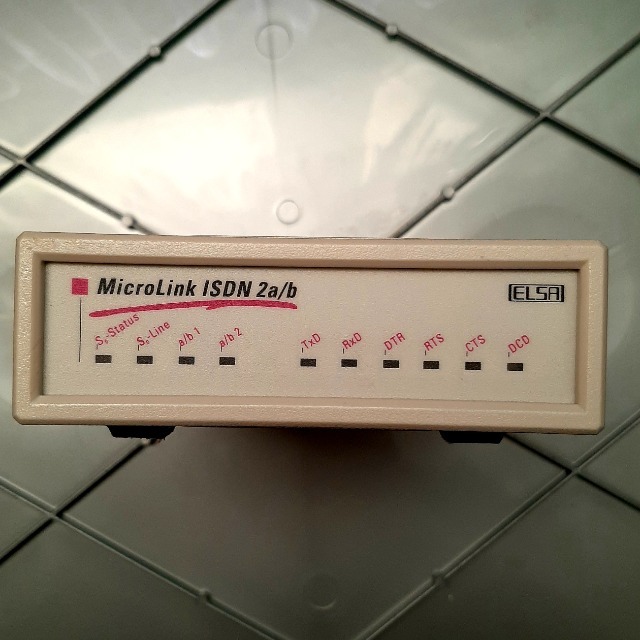 MicroLink ISDN 2a/b
ELSA
S₀-Status
S₀-Line
a/b 1
a/b 2
TxD
RxD
DTR
RTS
CTS
DCD